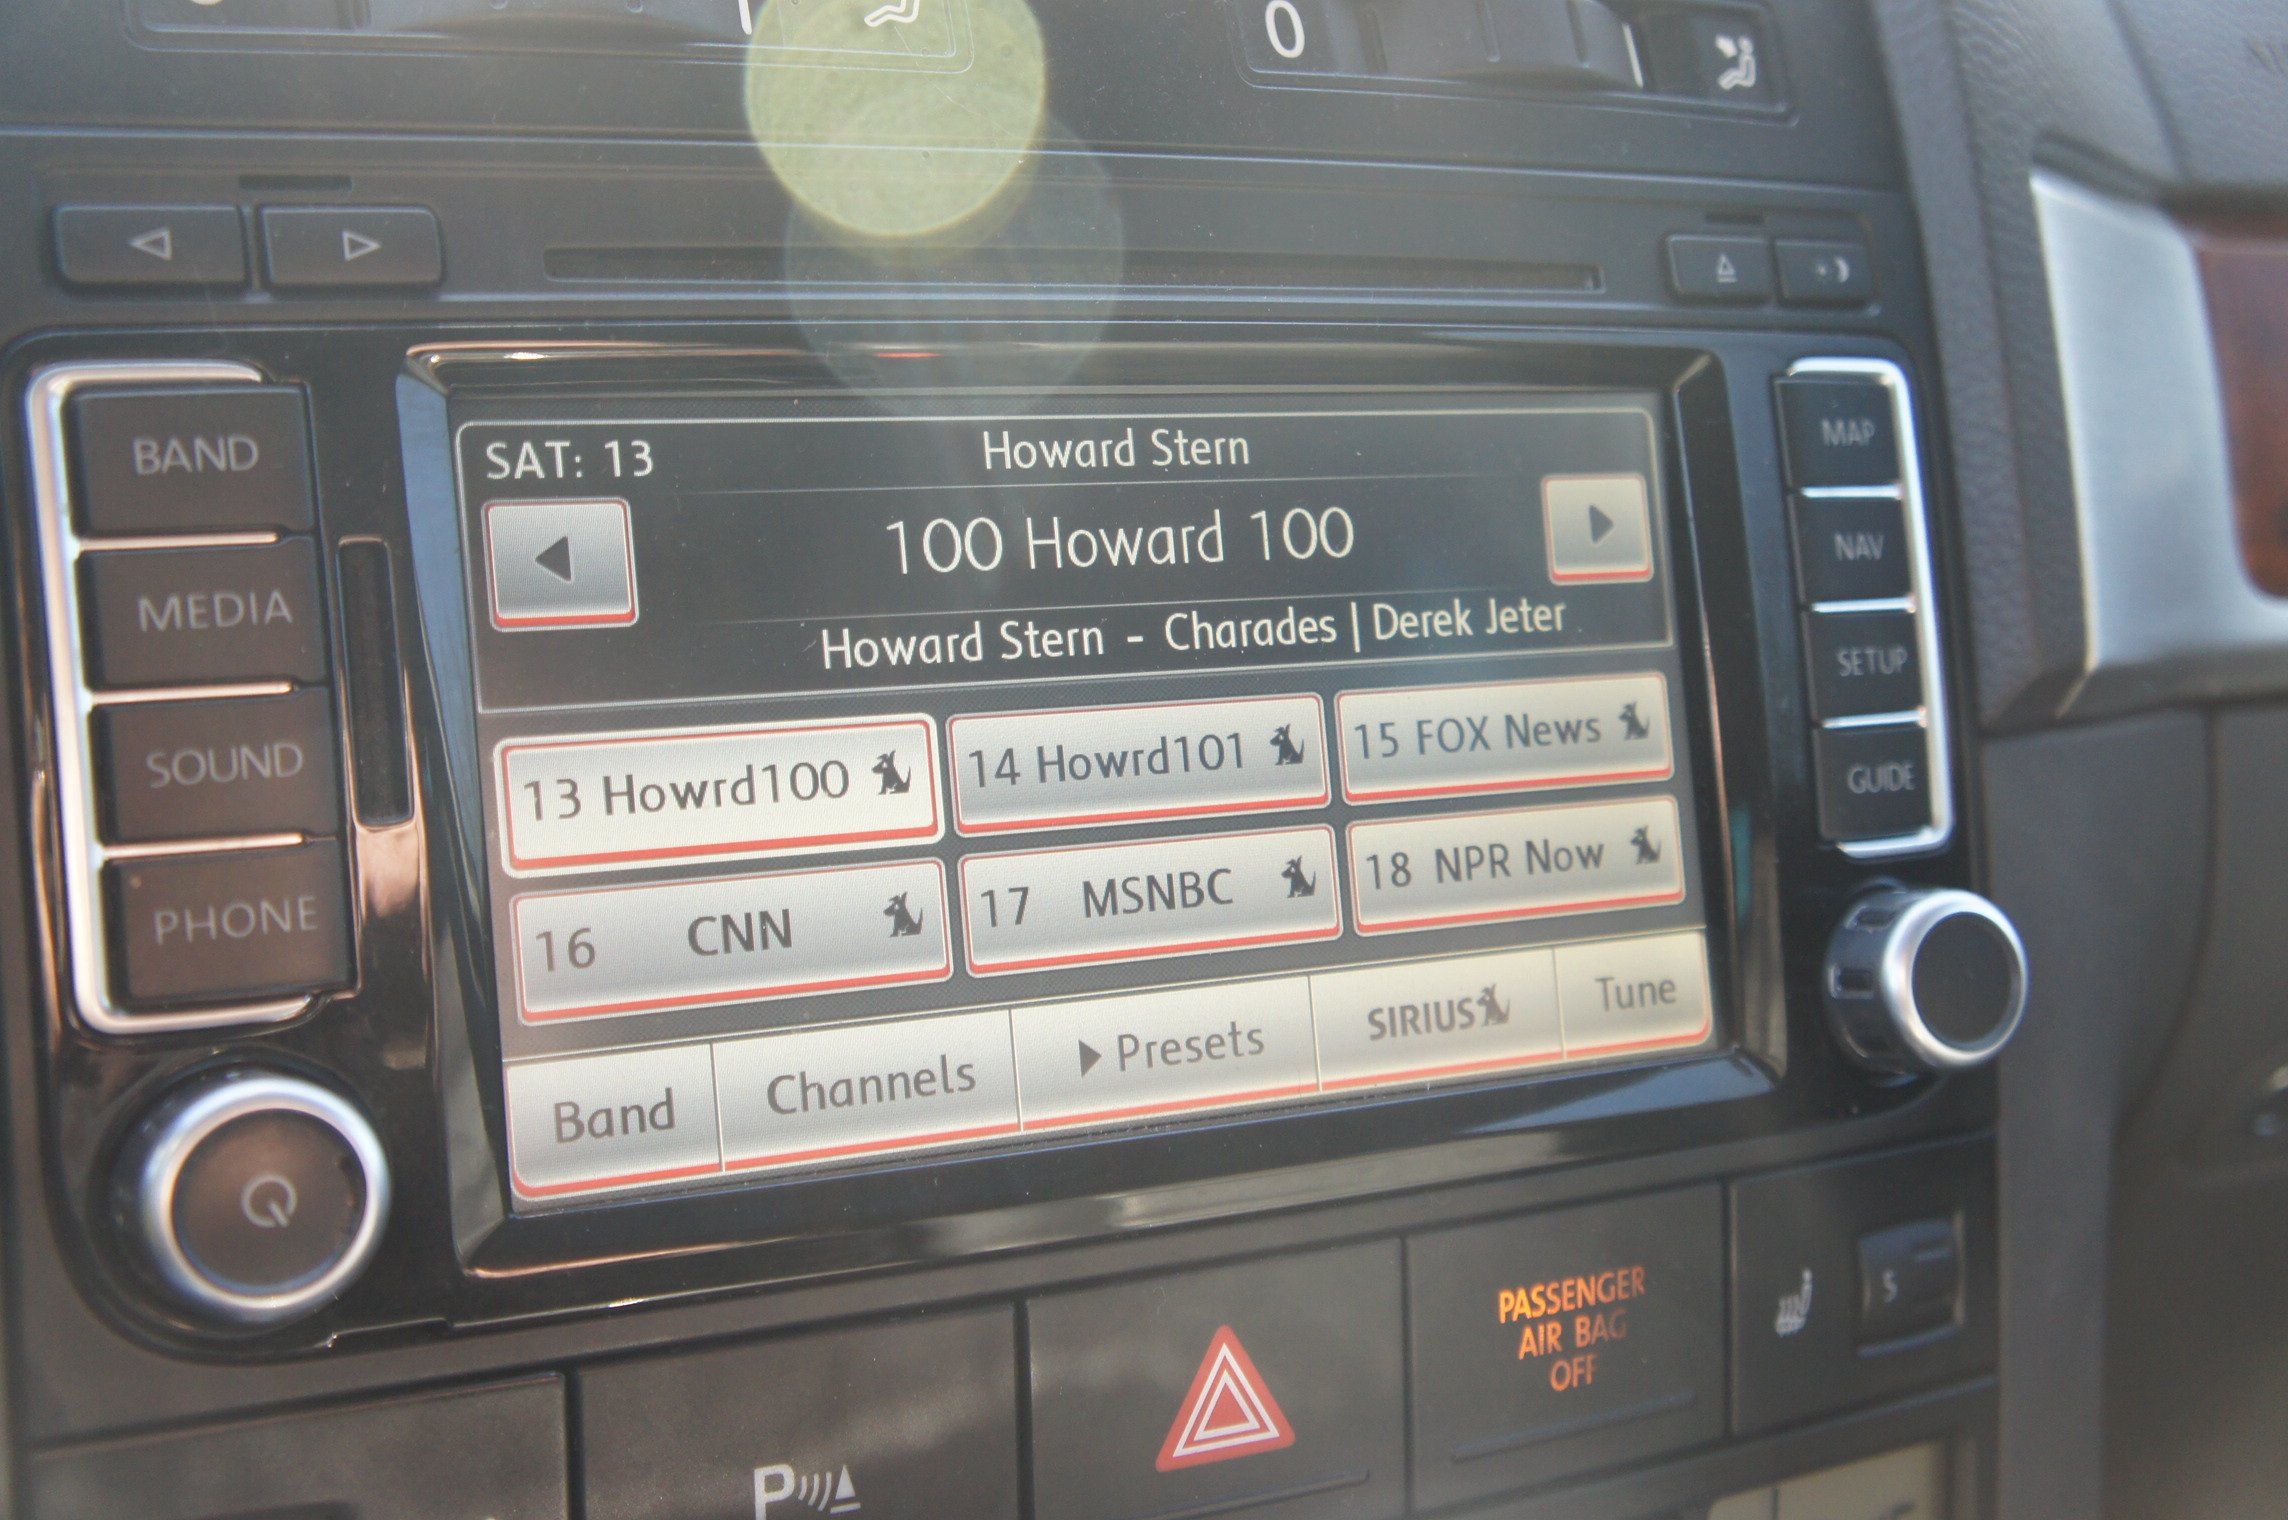 0
BAND
MEDIA
SOUND
PHONE
SAT: 13
Howard Stern
100 Howard 100
Howard Stern - Charades | Derek Jeter
13 Howrd100
14 Howrd101
15 FOX News
16 CNN
17 MSNBC
18 NPR Now
Band
Channels
Presets
SIRIUS
Tune
MAP
NAV
SETUP
GUIDE
P
PASSENGER
AIR BAG
OFF
S